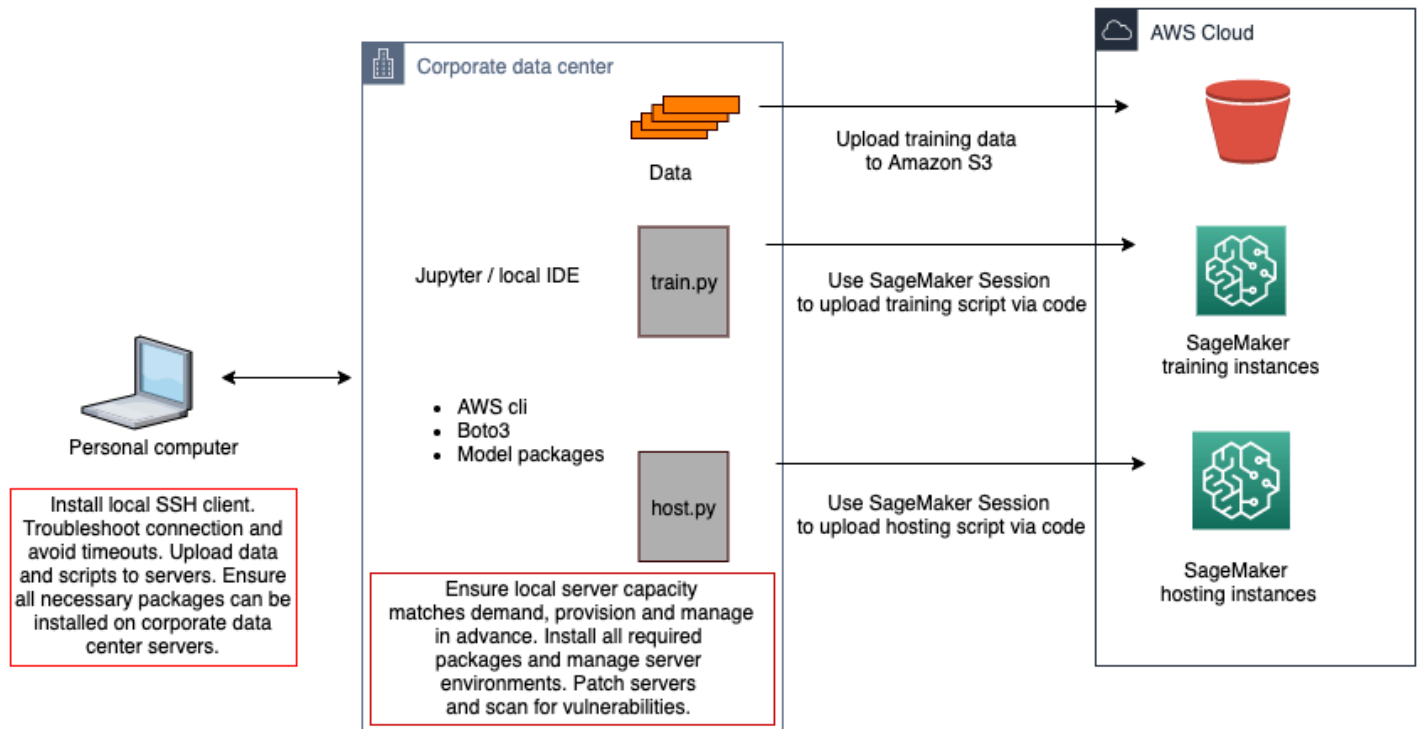 AWS Cloud
Corporate data center
Data
Upload training data
to Amazon S3
Jupyter / local IDE
train.py
Use SageMaker Session
to upload training script via code
SageMaker
training instances
Personal computer
• AWS cli
• Boto3
• Model packages
host.py
Use SageMaker Session
to upload hosting script via code
SageMaker
hosting instances
Install local SSH client.
Troubleshoot connection and
avoid timeouts. Upload data
and scripts to servers. Ensure
all necessary packages can be
installed on corporate data
center servers.
Ensure local server capacity
matches demand, provision and manage
in advance. Install all required
packages and manage server
environments. Patch servers
and scan for vulnerabilities.